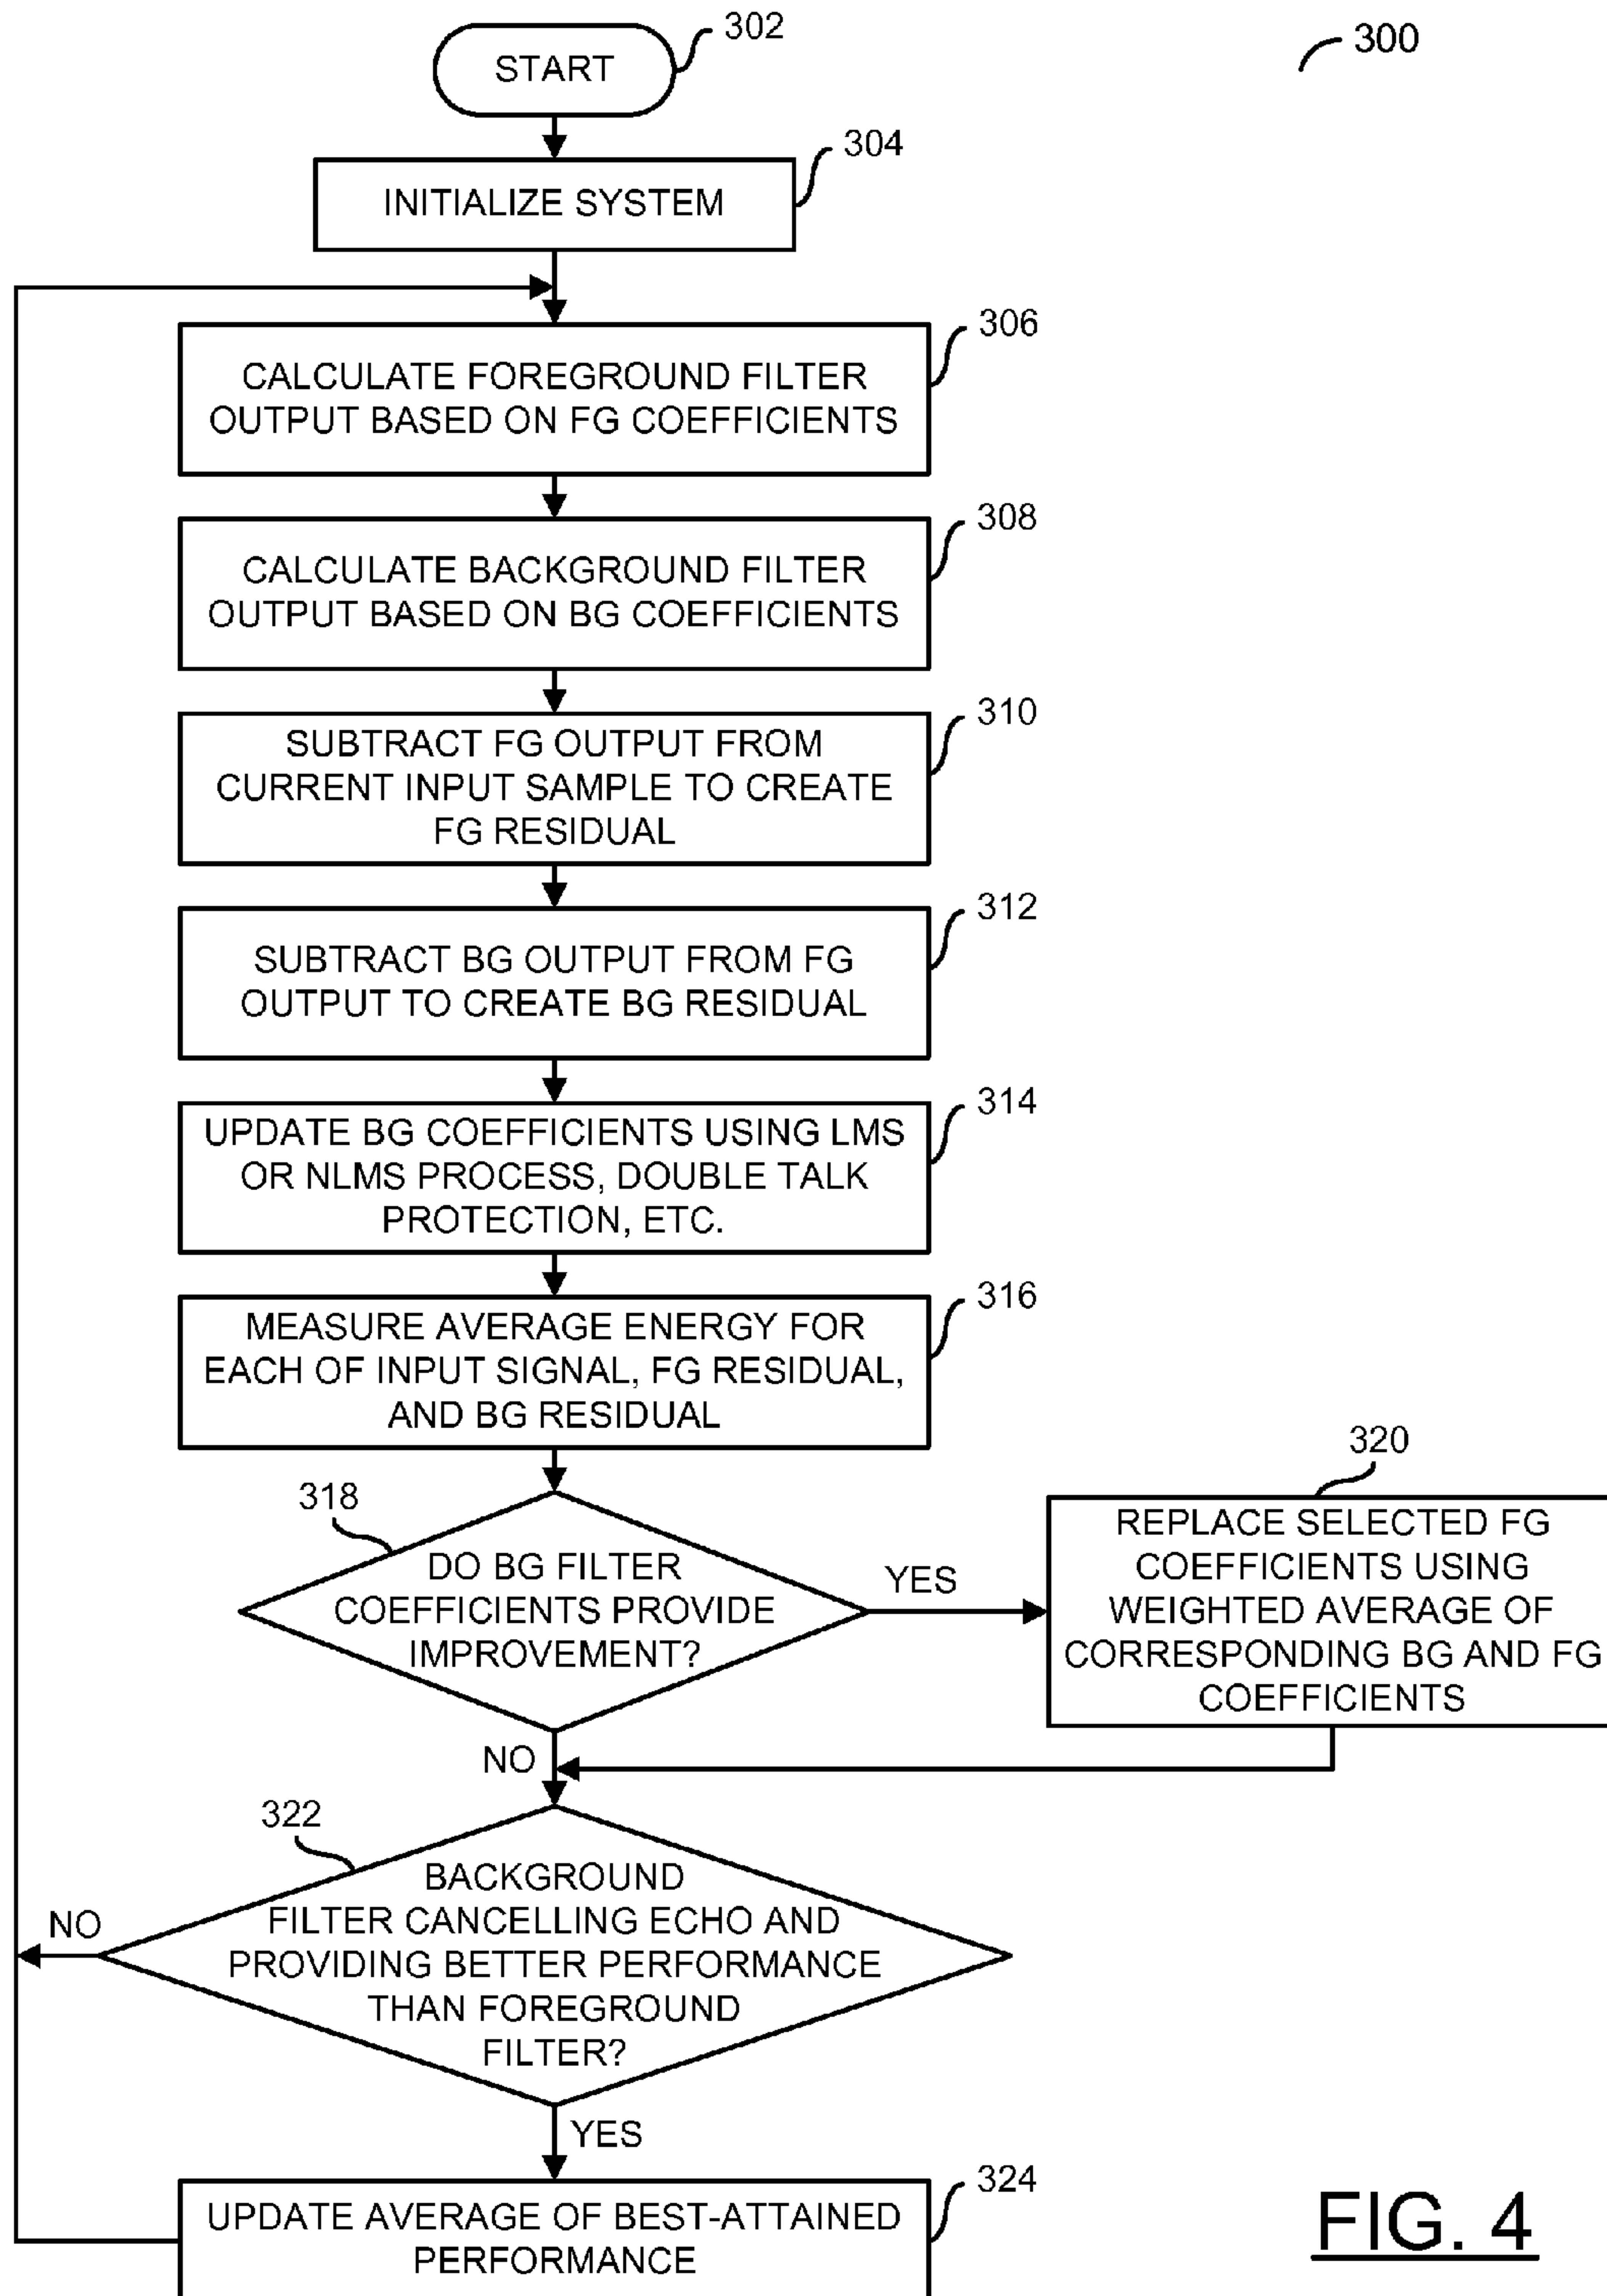 302
300
START
304
INITIALIZE SYSTEM
306
CALCULATE FOREGROUND FILTER
OUTPUT BASED ON FG COEFFICIENTS
308
CALCULATE BACKGROUND FILTER
OUTPUT BASED ON BG COEFFICIENTS
310
SUBTRACT FG OUTPUT FROM
CURRENT INPUT SAMPLE TO CREATE
FG RESIDUAL
312
SUBTRACT BG OUTPUT FROM FG
OUTPUT TO CREATE BG RESIDUAL
314
UPDATE BG COEFFICIENTS USING LMS
OR NLMS PROCESS, DOUBLE TALK
PROTECTION, ETC.
316
MEASURE AVERAGE ENERGY FOR
EACH OF INPUT SIGNAL, FG RESIDUAL,
AND BG RESIDUAL
318
DO BG FILTER
COEFFICIENTS PROVIDE
IMPROVEMENT?
YES
320
REPLACE SELECTED FG
COEFFICIENTS USING
WEIGHTED AVERAGE OF
CORRESPONDING BG AND FG
COEFFICIENTS
NO
322
BACKGROUND
FILTER CANCELLING ECHO AND
PROVIDING BETTER PERFORMANCE
THAN FOREGROUND
FILTER?
NO
YES
324
UPDATE AVERAGE OF BEST-ATTAINED
PERFORMANCE
FIG. 4